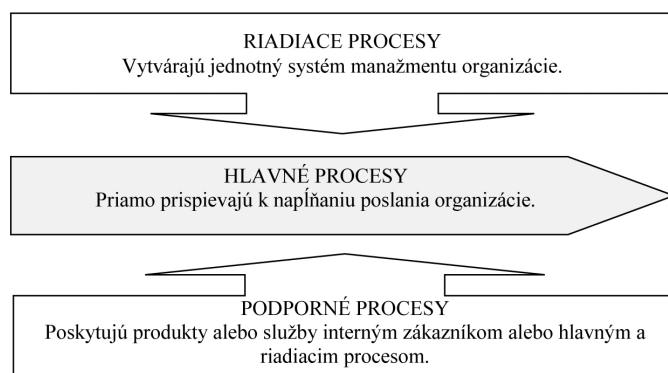 RIADIACE PROCESY
Vytvárajú jednotný systém manažmentu organizácie.
HLAVNÉ PROCESY
Priamo prispievajú k napĺňaniu poslania organizácie.
PODPORNÉ PROCESY
Poskytujú produkty alebo služby interným zákazníkom alebo hlavným a
riadiacim procesom.